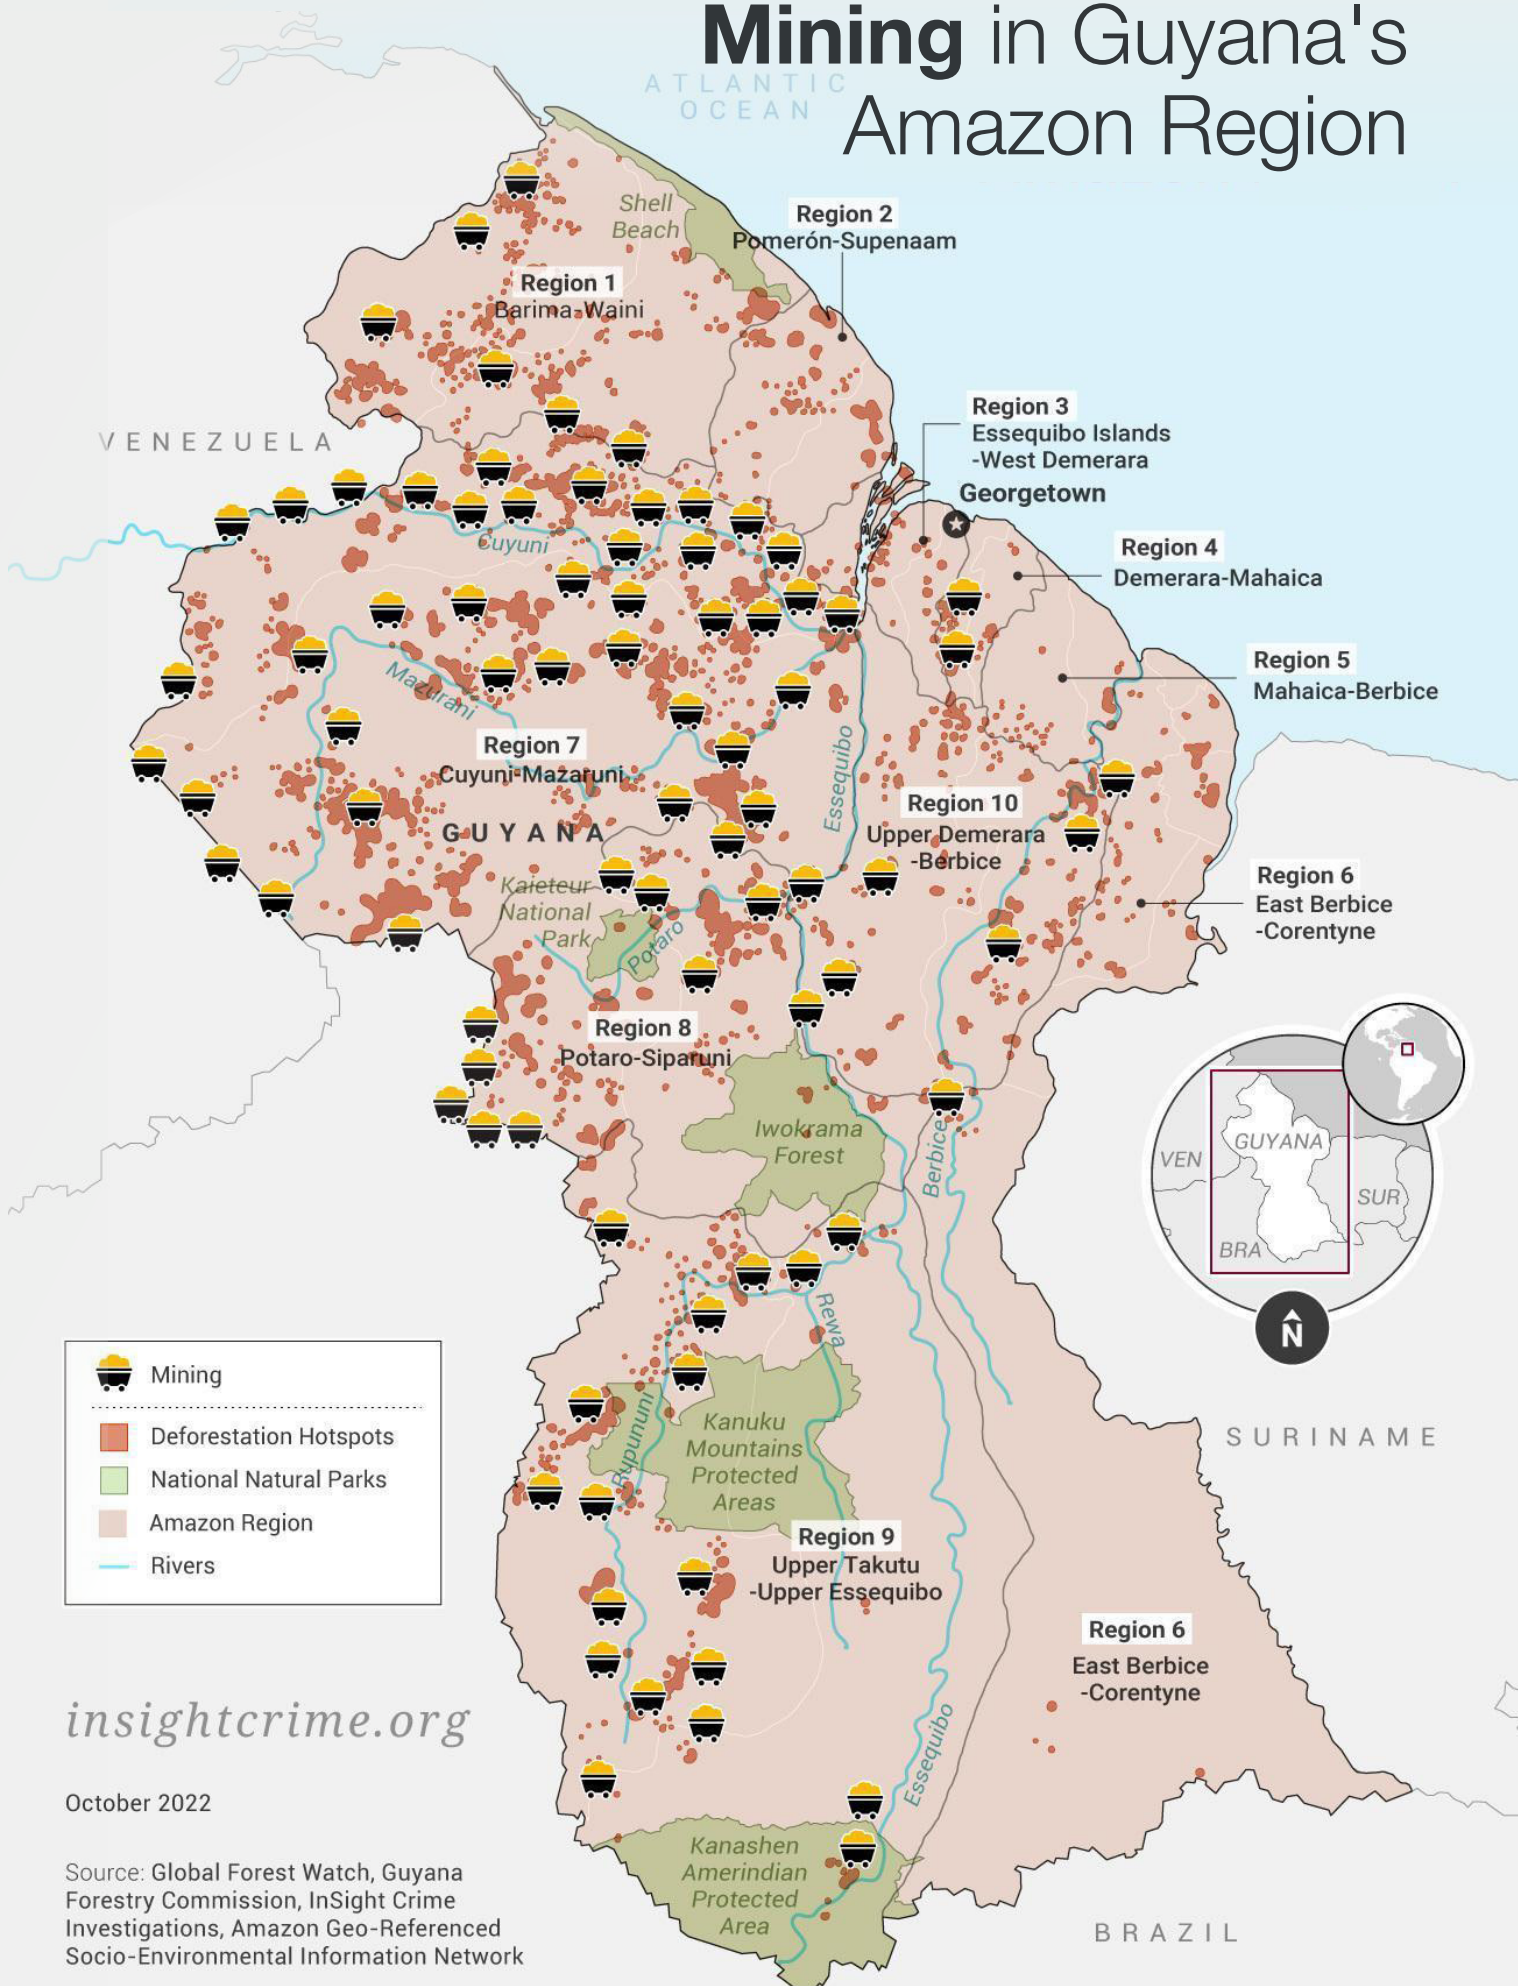 Mining in Guyana's
Amazon Region
ATLANTIC
OCEAN
Shell
Beach
Region 2
Pomerón-Supenaam
Region 1
Barima-Waini
Region 3
Essequibo Islands
-West Demerara
VENEZUELA
Georgetown
Cuyuni
Region 4
Demerara-Mahaica
Region 5
Mahaica-Berbice
Mazurani
Region 7
Cuyuni-Mazaruni
Essequibo
GUYANA
Region 10
Upper Demerara
-Berbice
Kaieteur
National
Park
Potaro
Region 6
East Berbice
-Corentyne
Region 8
Potaro-Siparuni
Iwokrama
Forest
Berbice
GUYANA
VEN
SUR
BRA
N
Rewa
Mining
Deforestation Hotspots
National Natural Parks
Amazon Region
Rivers
Rupununi
Kanuku
Mountains
Protected
Areas
SURINAME
Region 9
Upper Takutu
-Upper Essequibo
Region 6
East Berbice
-Corentyne
Essequibo
insightcrime.org
October 2022
Kanashen
Amerindian
Protected
Area
Source: Global Forest Watch, Guyana
Forestry Commission, InSight Crime
Investigations, Amazon Geo-Referenced
Socio-Environmental Information Network
BRAZIL